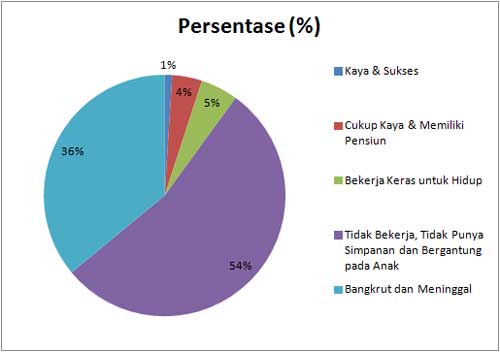 Persentase (%)
1%
4%
5%
54%
36%
Kaya & Sukses
Cukup Kaya & Memiliki
Pensiun
Bekerja Keras untuk Hidup
Tidak Bekerja, Tidak Punya
Simpanan dan Bergantung
pada Anak
Bangkrut dan Meninggal